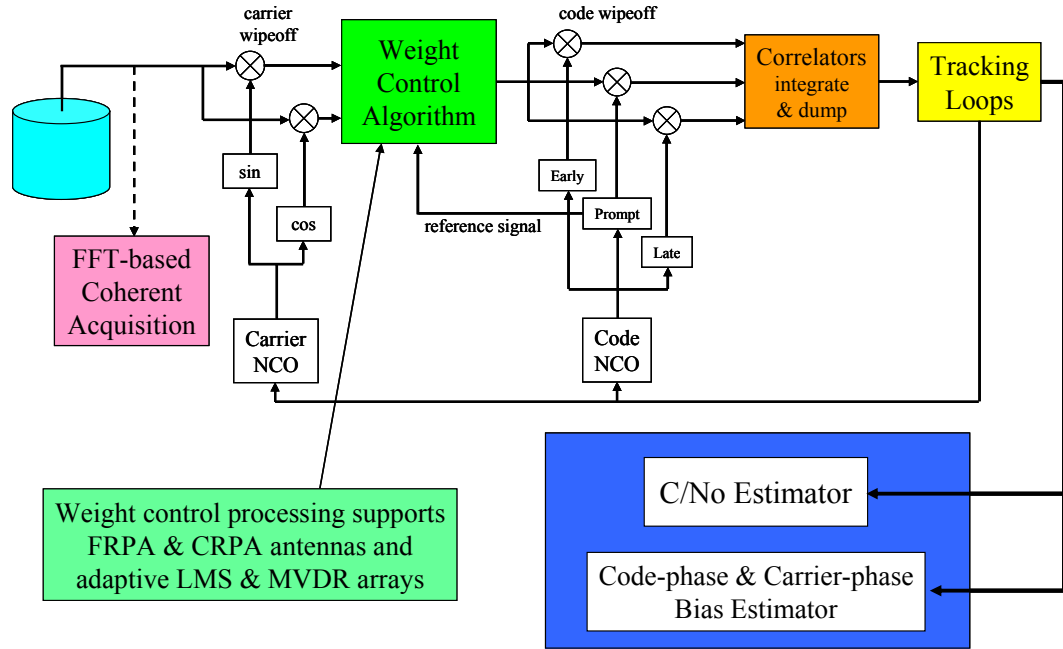 carrier
wipeoff
code wipeoff
Weight
Control
Algorithm
Correlators
integrate
& dump
Tracking
Loops
sin
cos
Early
Prompt
Late
reference signal
FFT-based
Coherent
Acquisition
Carrier
NCO
Code
NCO
Weight control processing supports
FRPA & CRPA antennas and
adaptive LMS & MVDR arrays
C/No Estimator
Code-phase & Carrier-phase
Bias Estimator